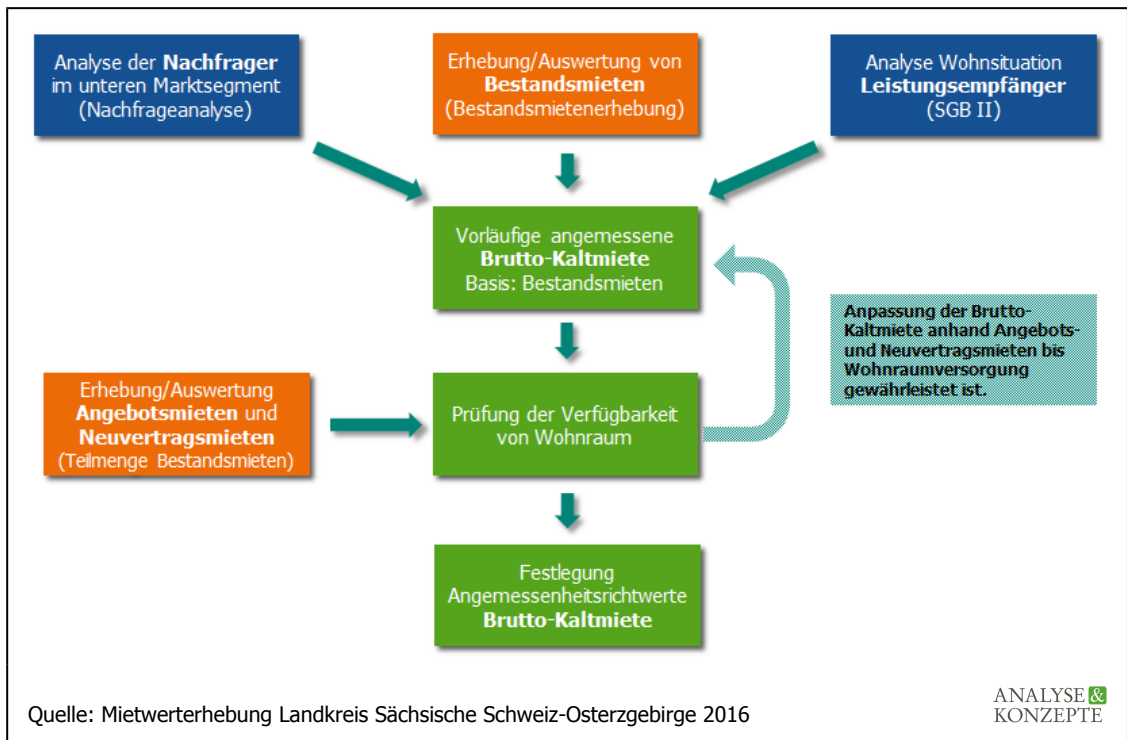 Analyse der Nachfrager
im unteren Marktsegment
(Nachfrageanalyse)
Erhebung/Auswertung von
Bestandsmieten
(Bestandsmietenerhebung)
Analyse Wohnsituation
Leistungsempfänger
(SGB II)
Vorläufige angemessene
Brutto-Kaltmiete
Basis: Bestandsmieten
Anpassung der Brutto-
Kaltmiete anhand Angebots-
und Neuvertragsmieten bis
Wohnraumversorgung
gewährleistet ist.
Erhebung/Auswertung
Angebotsmieten und
Neuvertragsmieten
(Teilmenge Bestandsmieten)
Prüfung der Verfügbarkeit
von Wohnraum
Festlegung
Angemessenheitsrichtwerte
Brutto-Kaltmiete
Quelle: Mietwerterhebung Landkreis Sächsische Schweiz-Osterzgebirge 2016
ANALYSE &
KONZEPTE